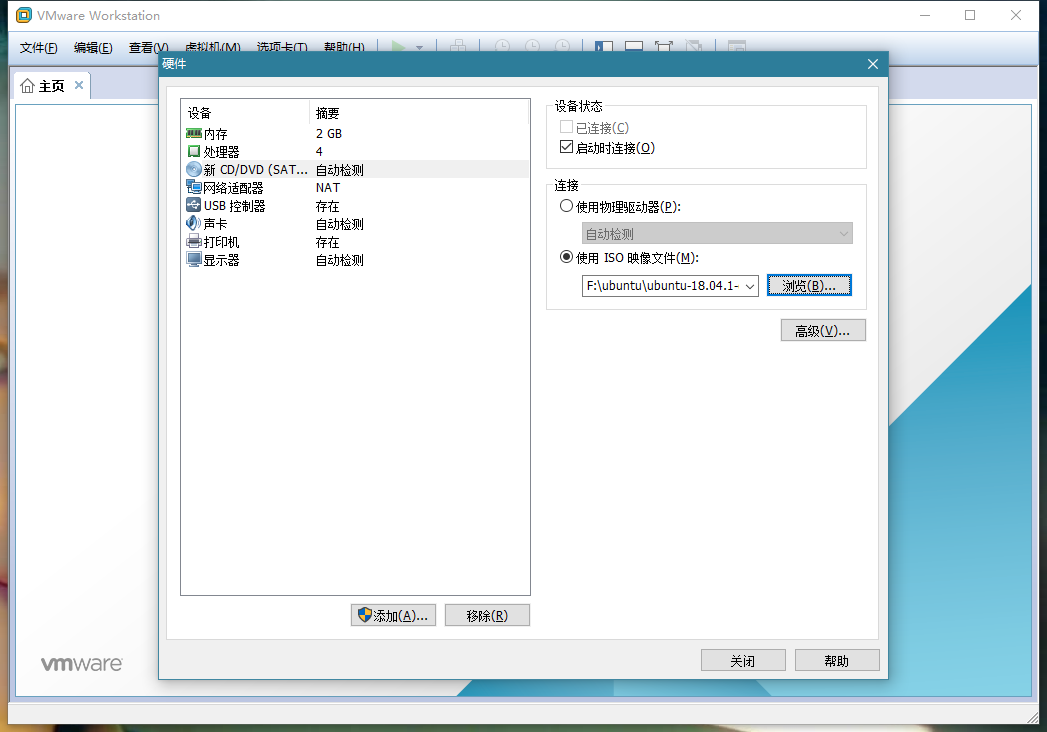 VMware Workstation
文件(F) 编辑(E) 查看(V) 虚拟机(M) 选项卡(T) 帮助(H)
硬件
主页
设备 摘要
内存 2 GB
处理器 4
新 CD/DVD (SAT... 自动检测
网络适配器 NAT
USB 控制器 存在
声卡 自动检测
打印机 存在
显示器 自动检测
添加(A)... 移除(R)
设备状态
已连接(C)
启动时连接(O)
连接
使用物理驱动器(P):
自动检测
使用 ISO 映像文件(M):
F:\ubuntu\ubuntu-18.04.1- 浏览(B)...
高级(V)...
关闭 帮助
vmware